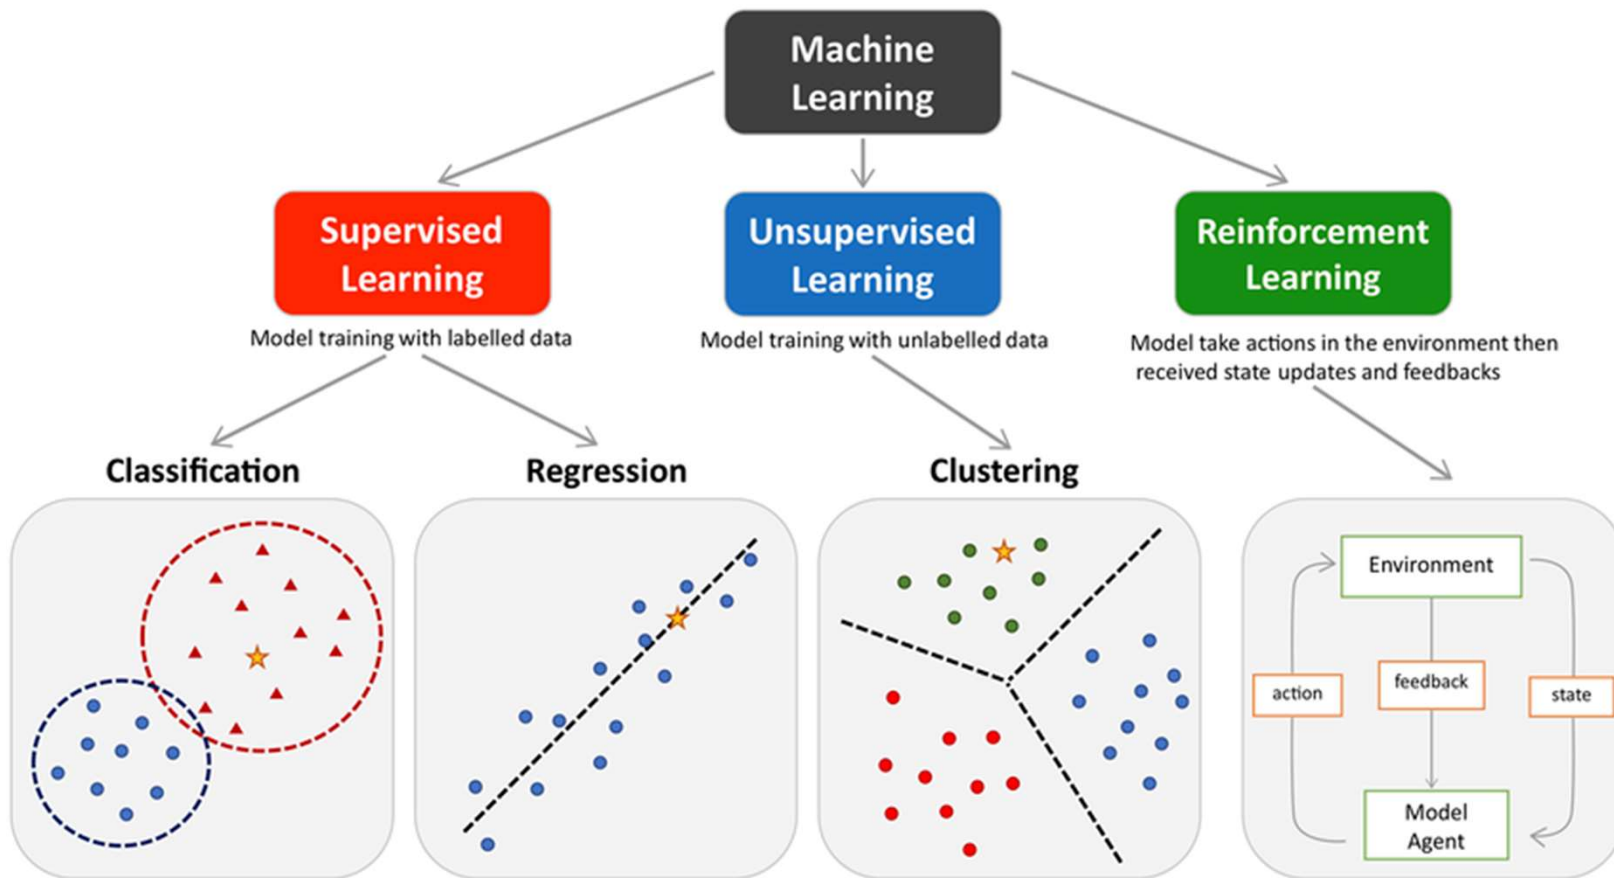 Machine
Learning
Supervised
Learning
Unsupervised
Learning
Reinforcement
Learning
Model training with labelled data
Model training with unlabelled data
Model take actions in the environment then
received state updates and feedbacks
Classification
Regression
Clustering
Environment
action
feedback
state
Model
Agent